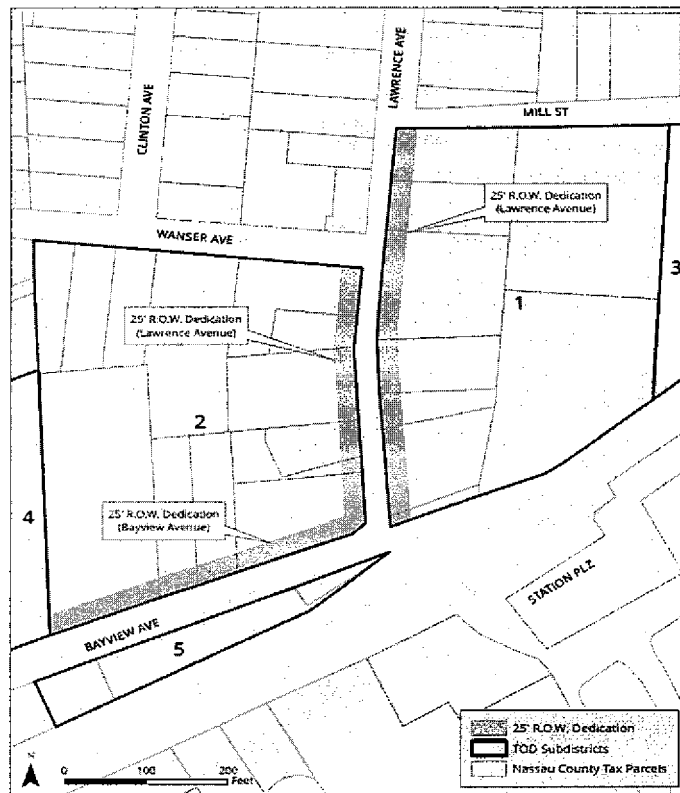 LAWRENCE AVE
CLINTON AVE
MILL ST
25' R.O.W. Dedication
(Lawrence Avenue)
WANSER AVE
3
1
25' R.O.W. Dedication
(Lawrence Avenue)
2
4
25' R.O.W. Dedication
(Bayview Avenue)
STATION PLZ
BAYVIEW AVE
5
25' R.O.W. Dedication
TOD Subdistricts
Nassau County Tax Parcels
N
0 100 200
Feet